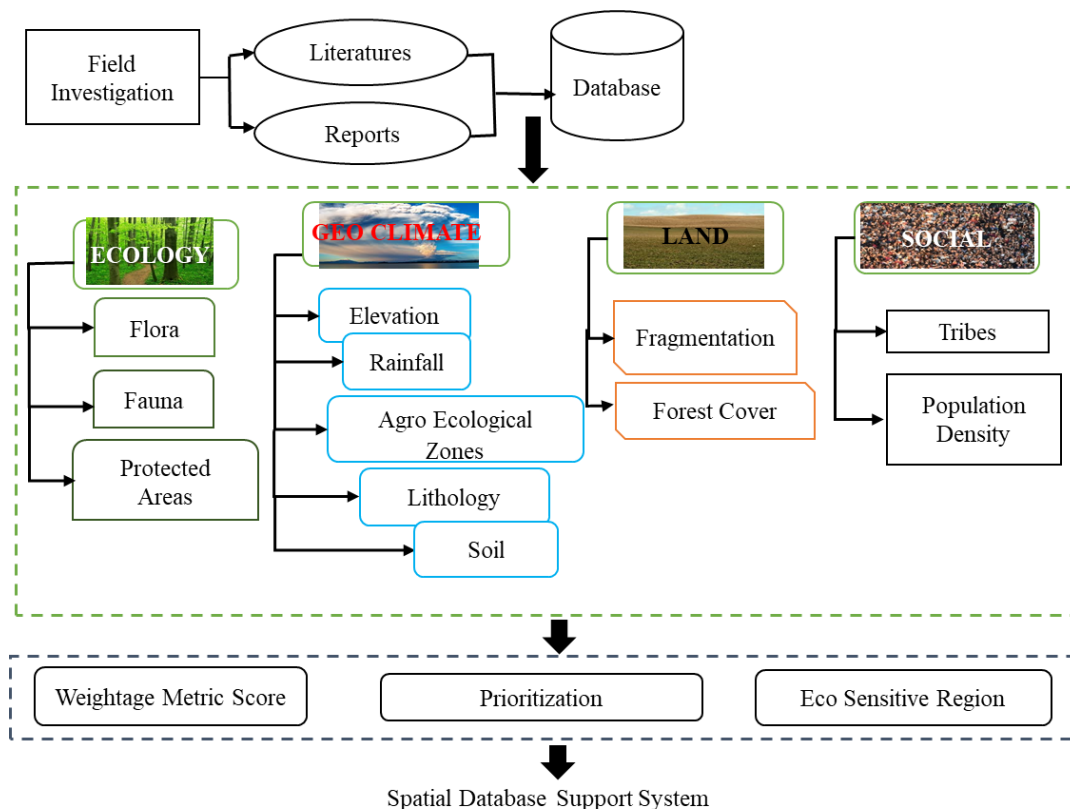 Field
Investigation
Literatures
Reports
Database
ECOLOGY
GEO CLIMATE
LAND
SOCIAL
Flora
Fauna
Protected
Areas
Elevation
Rainfall
Agro Ecological
Zones
Lithology
Soil
Fragmentation
Forest Cover
Tribes
Population
Density
Weightage Metric Score
Prioritization
Eco Sensitive Region
Spatial Database Support System